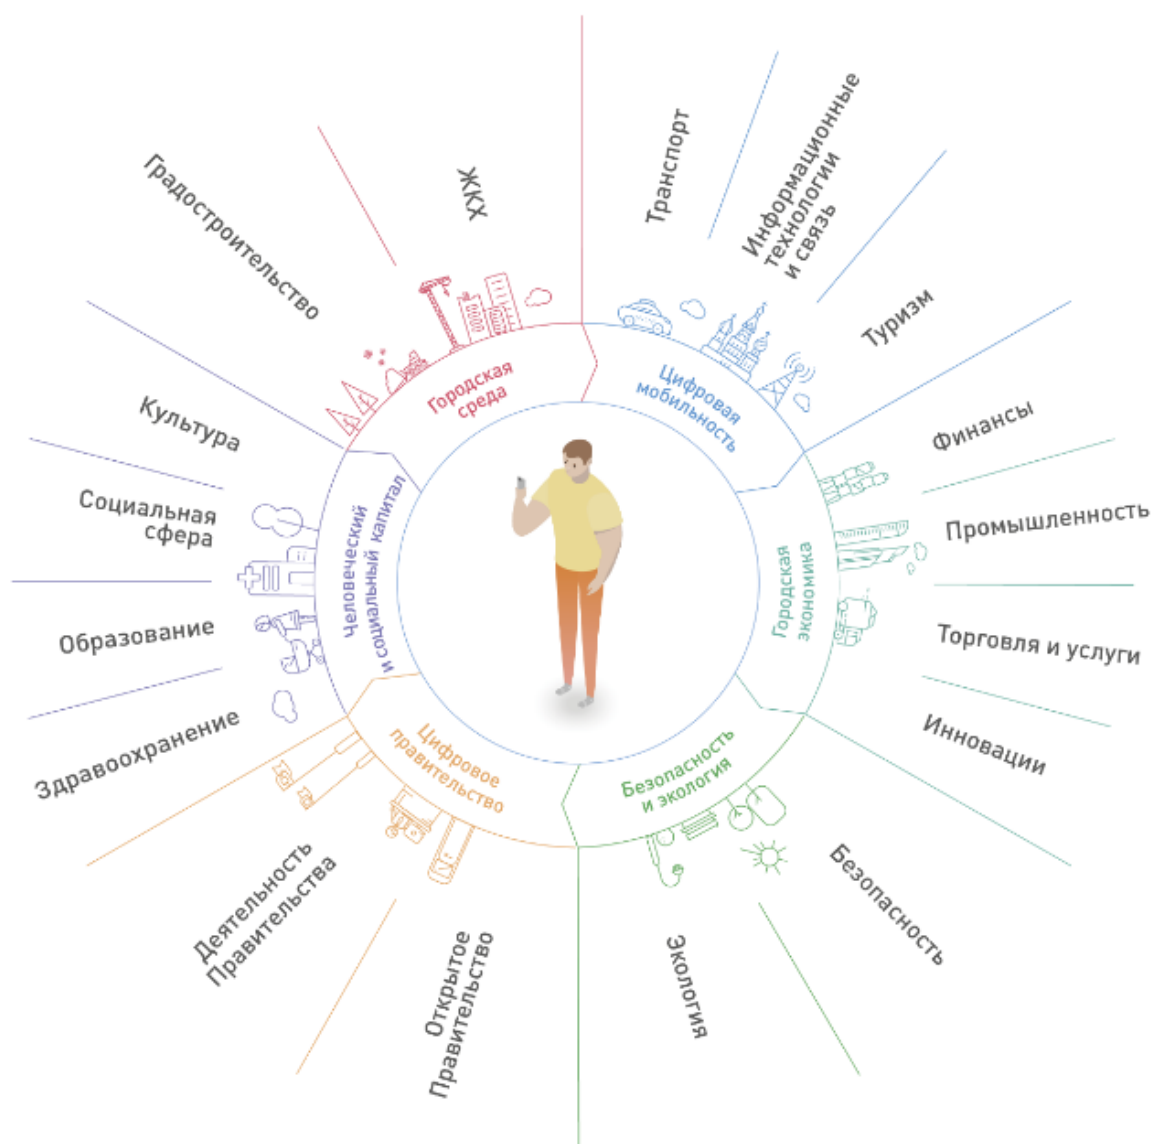 Транспорт
Информационные
технологии
и связь
Туризм
Цифровая
мобильность
Финансы
Промышленность
Торговля и услуги
Инновации
Городская
экономика
Безопасность
Экология
Безопасность
и экология
Открытое
Правительство
Деятельность
Правительства
Цифровое
правительство
Здравоохранение
Образование
Социальная
сфера
Культура
Человеческий
и социальный капитал
Градостроительство
ЖКХ
Городская
среда